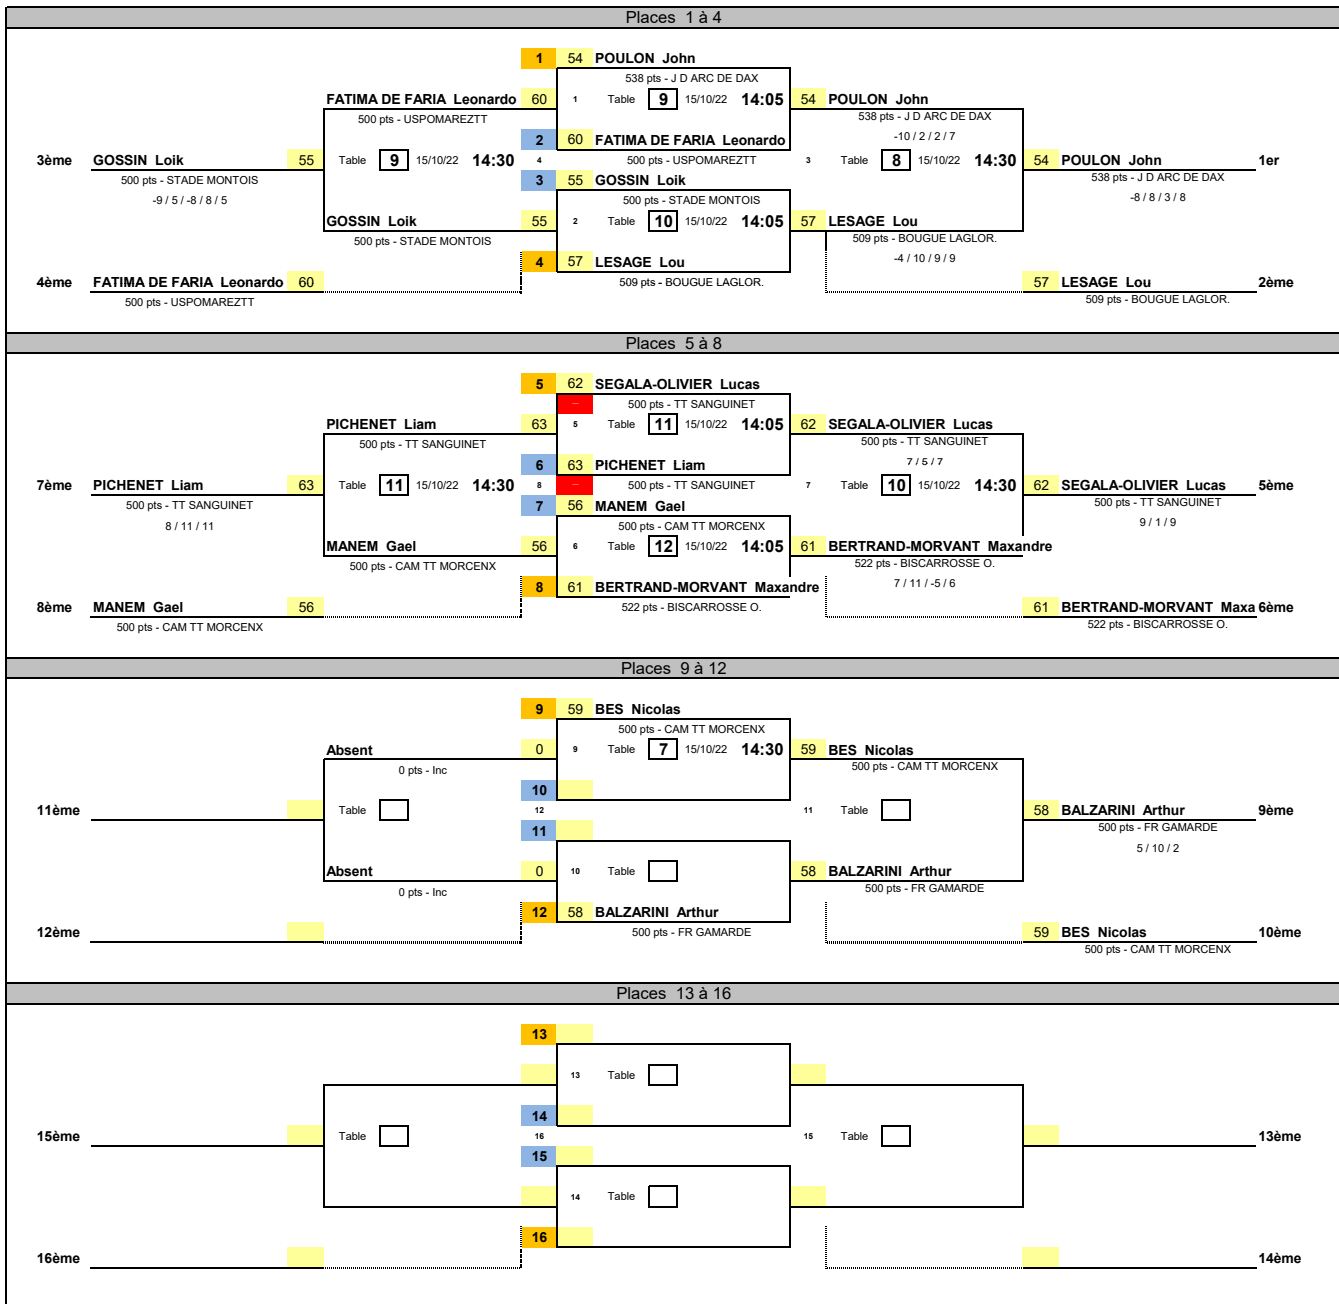 Places 1 à 4
1 54 POULON John
538 pts - J D ARC DE DAX
FATIMA DE FARIA Leonardo 60 1 Table 9 15/10/22 14:05 54 POULON John
500 pts - USPOMAREZTT 538 pts - J D ARC DE DAX
-10 / 2 / 2 / 7
2 60 FATIMA DE FARIA Leonardo
3ème GOSSIN Loik 55 Table 9 15/10/22 14:30 4 500 pts - USPOMAREZTT 3 Table 8 15/10/22 14:30 54 POULON John 1er
500 pts - STADE MONTOIS 3 55 GOSSIN Loik 538 pts - J D ARC DE DAX
-9 / 5 / -8 / 8 / 5 500 pts - STADE MONTOIS -8 / 8 / 3 / 8
GOSSIN Loik 55 2 Table 10 15/10/22 14:05 57 LESAGE Lou
500 pts - STADE MONTOIS 509 pts - BOUGUE LAGLOR.
4 57 LESAGE Lou -4 / 10 / 9 / 9
4ème FATIMA DE FARIA Leonardo 60 509 pts - BOUGUE LAGLOR. 57 LESAGE Lou 2ème
500 pts - USPOMAREZTT 509 pts - BOUGUE LAGLOR.
Places 5 à 8
5 62 SEGALA-OLIVIER Lucas
500 pts - TT SANGUINET
PICHENET Liam 63 5 Table 11 15/10/22 14:05 62 SEGALA-OLIVIER Lucas
500 pts - TT SANGUINET 500 pts - TT SANGUINET
6 63 PICHENET Liam 7 / 5 / 7
7ème PICHENET Liam 63 Table 11 15/10/22 14:30 8 500 pts - TT SANGUINET 7 Table 10 15/10/22 14:30 62 SEGALA-OLIVIER Lucas 5ème
500 pts - TT SANGUINET 7 56 MANEM Gael 500 pts - TT SANGUINET
8 / 11 / 11 500 pts - CAM TT MORCENX 9 / 1 / 9
MANEM Gael 56 6 Table 12 15/10/22 14:05 61 BERTRAND-MORVANT Maxandre
500 pts - CAM TT MORCENX 522 pts - BISCARROSSE O.
8 61 BERTRAND-MORVANT Maxandre 7 / 11 / -5 / 6
8ème MANEM Gael 56 522 pts - BISCARROSSE O. 61 BERTRAND-MORVANT Maxa 6ème
500 pts - CAM TT MORCENX 522 pts - BISCARROSSE O.
Places 9 à 12
9 59 BES Nicolas
500 pts - CAM TT MORCENX
Absent 0 9 Table 7 15/10/22 14:30 59 BES Nicolas
0 pts - Inc 500 pts - CAM TT MORCENX
10
11ème Table 12 11 Table 58 BALZARINI Arthur 9ème
11 500 pts - FR GAMARDE
5 / 10 / 2
Absent 0 10 Table 58 BALZARINI Arthur
0 pts - Inc 500 pts - FR GAMARDE
12 58 BALZARINI Arthur
12ème 500 pts - FR GAMARDE 59 BES Nicolas 10ème
500 pts - CAM TT MORCENX
Places 13 à 16
13
13 Table
14
15ème Table 16 15 Table 13ème
15
14 Table
16
16ème 14ème